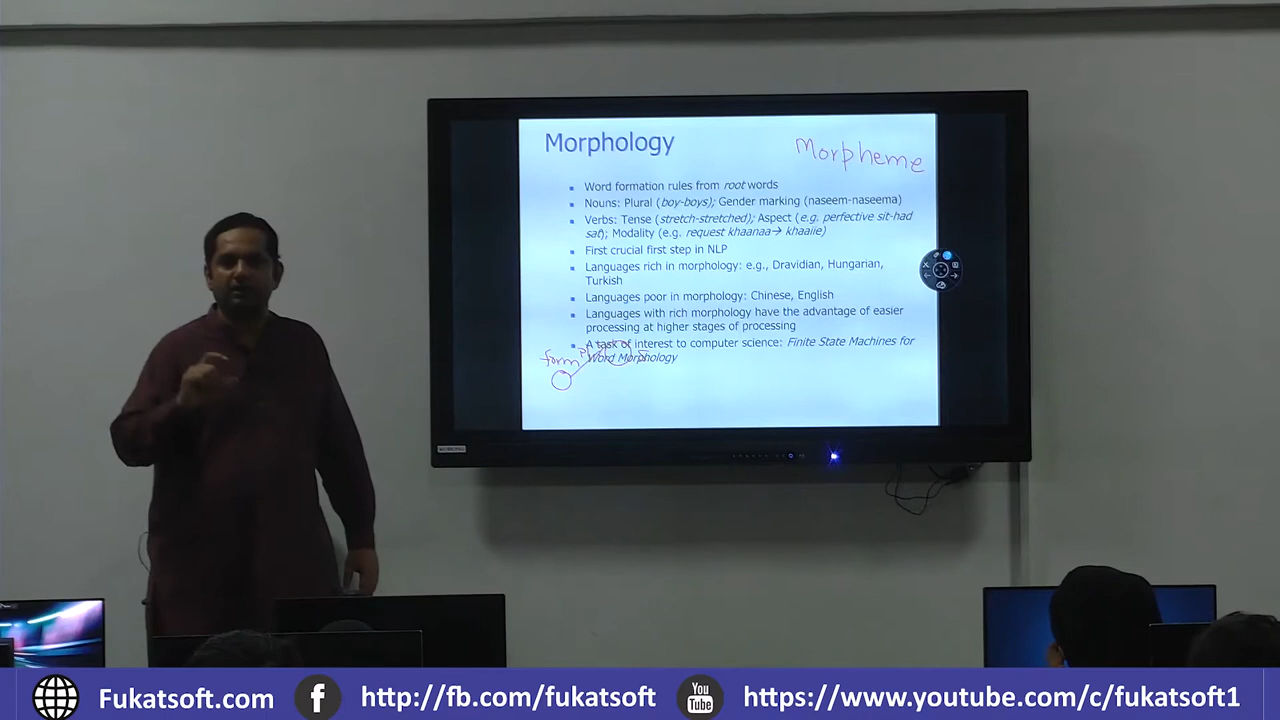 Morphology
Morpheme
Word formation rules from root words
Nouns: Plural (boy-boys); Gender marking (naseem-naseema)
Verbs: Tense (stretch-stretched); Aspect (e.g. perfective sit-had
sat); Modality (e.g. request khaanaa→ khaaiie)
First crucial first step in NLP
Languages rich in morphology: e.g., Dravidian, Hungarian,
Turkish
Languages poor in morphology: Chinese, English
Languages with rich morphology have the advantage of easier
processing at higher stages of processing
A task of interest to computer science: Finite State Machines for
Word Morphology
form
Fukatsoft.com
http://fb.com/fukatsoft
You
Tube
https://www.youtube.com/c/fukatsoft1